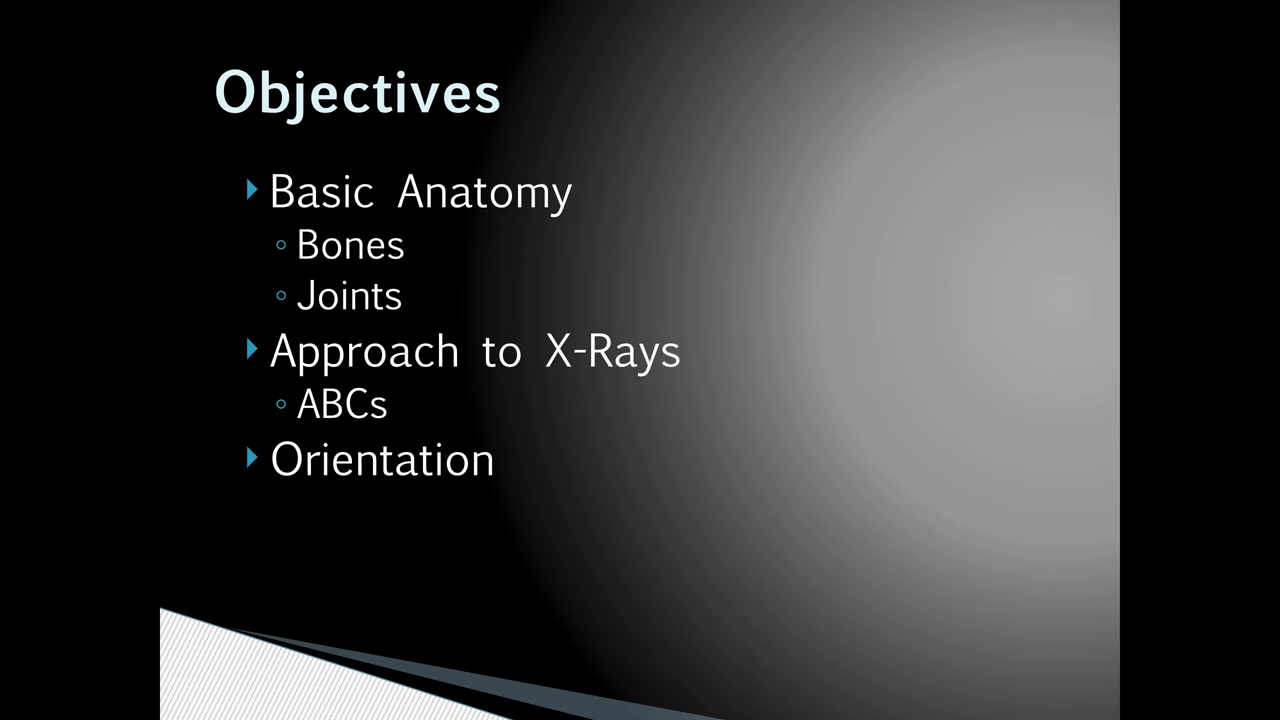 Objectives
Basic Anatomy
Bones
Joints
Approach to X-Rays
ABCs
Orientation